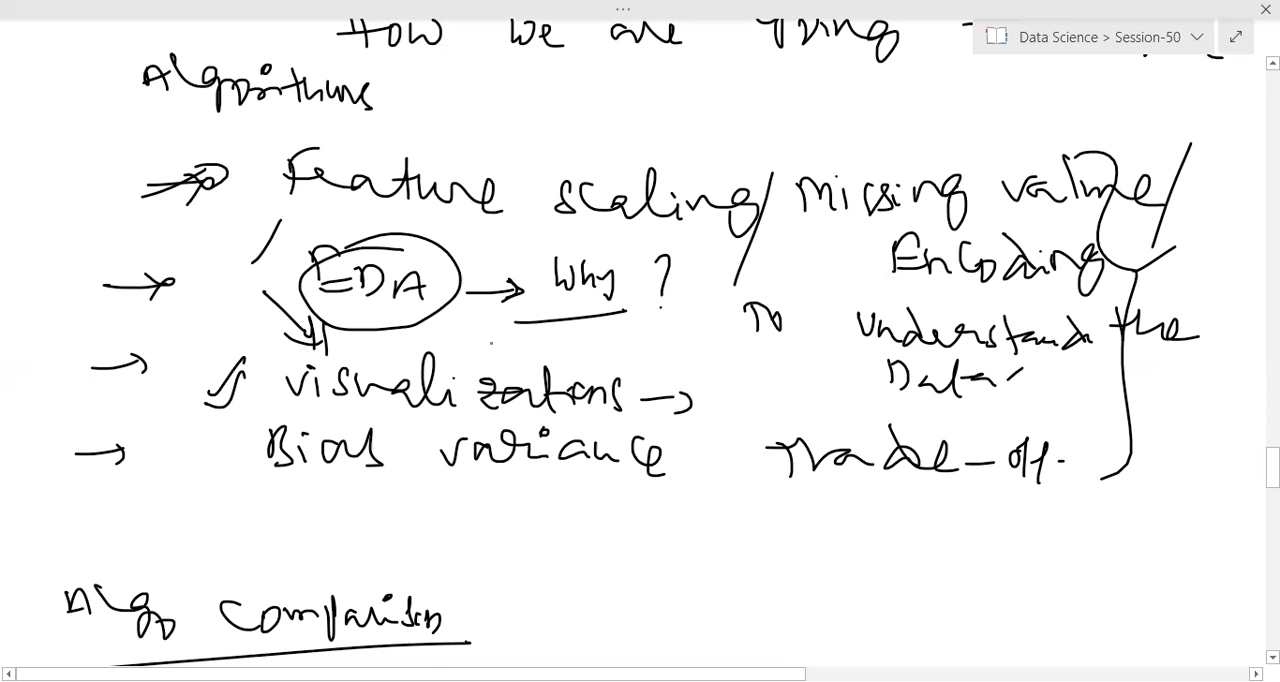 How we are
Data Science > Session-50
Algorithms
→ Feature scaling / missing value /
Encoding
→ EDA → Why ? To understand the
Data
→ visualizations →
→ Bias variance Trade-off.
Algo comparison